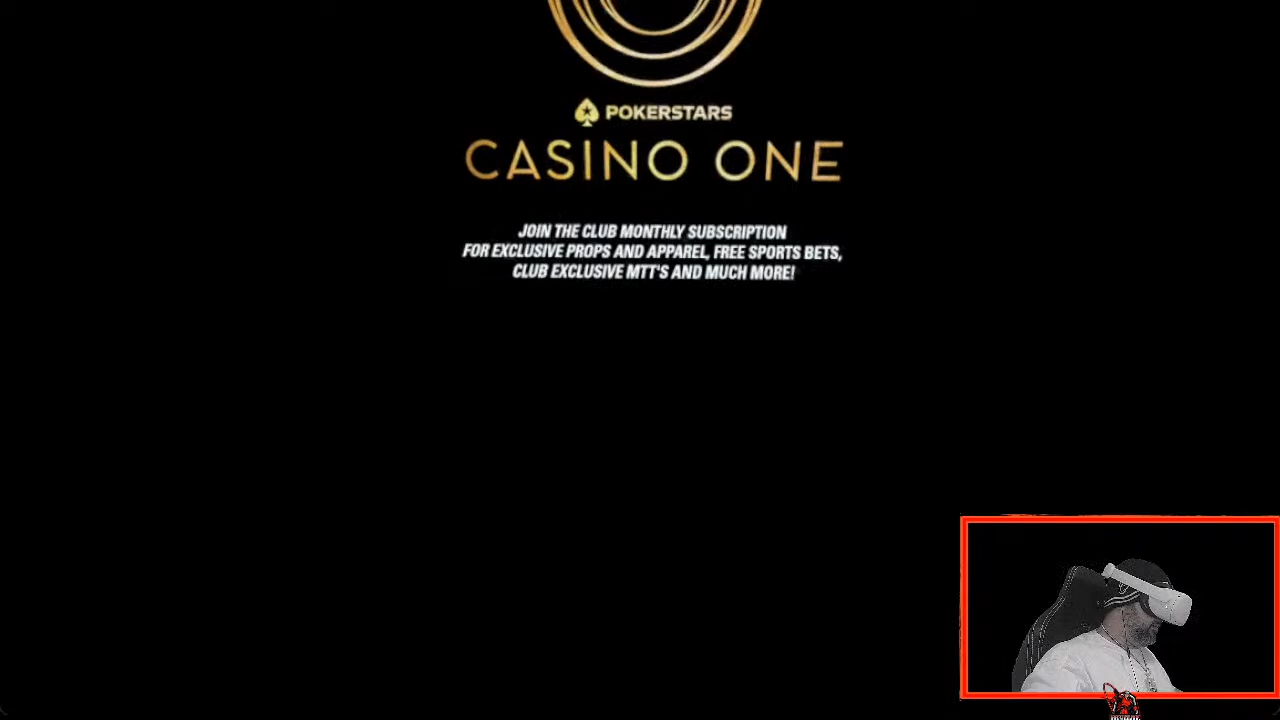 POKERSTARS
CASINO ONE
JOIN THE CLUB MONTHLY SUBSCRIPTION
FOR EXCLUSIVE PROPS AND APPAREL, FREE SPORTS BETS,
CLUB EXCLUSIVE MTT'S AND MUCH MORE!